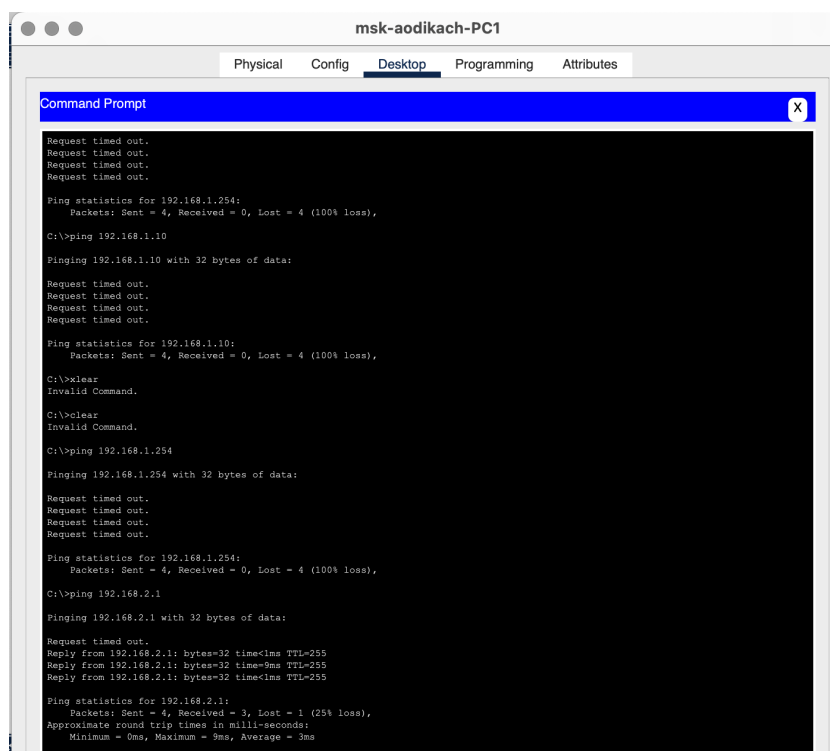 msk-aodikach-PC1
Physical Config Desktop Programming Attributes
Command Prompt
X
Request timed out.
Request timed out.
Request timed out.
Request timed out.
Ping statistics for 192.168.1.254:
Packets: Sent = 4, Received = 0, Lost = 4 (100% loss),
C:\>ping 192.168.1.10
Pinging 192.168.1.10 with 32 bytes of data:
Request timed out.
Request timed out.
Request timed out.
Request timed out.
Ping statistics for 192.168.1.10:
Packets: Sent = 4, Received = 0, Lost = 4 (100% loss),
C:\>xlear
Invalid Command.
C:\>clear
Invalid Command.
C:\>ping 192.168.1.254
Pinging 192.168.1.254 with 32 bytes of data:
Request timed out.
Request timed out.
Request timed out.
Request timed out.
Ping statistics for 192.168.1.254:
Packets: Sent = 4, Received = 0, Lost = 4 (100% loss),
C:\>ping 192.168.2.1
Pinging 192.168.2.1 with 32 bytes of data:
Request timed out.
Reply from 192.168.2.1: bytes=32 time<1ms TTL=255
Reply from 192.168.2.1: bytes=32 time=9ms TTL=255
Reply from 192.168.2.1: bytes=32 time<1ms TTL=255
Ping statistics for 192.168.2.1:
Packets: Sent = 4, Received = 3, Lost = 1 (25% loss),
Approximate round trip times in milli-seconds:
Minimum = 0ms, Maximum = 9ms, Average = 3ms